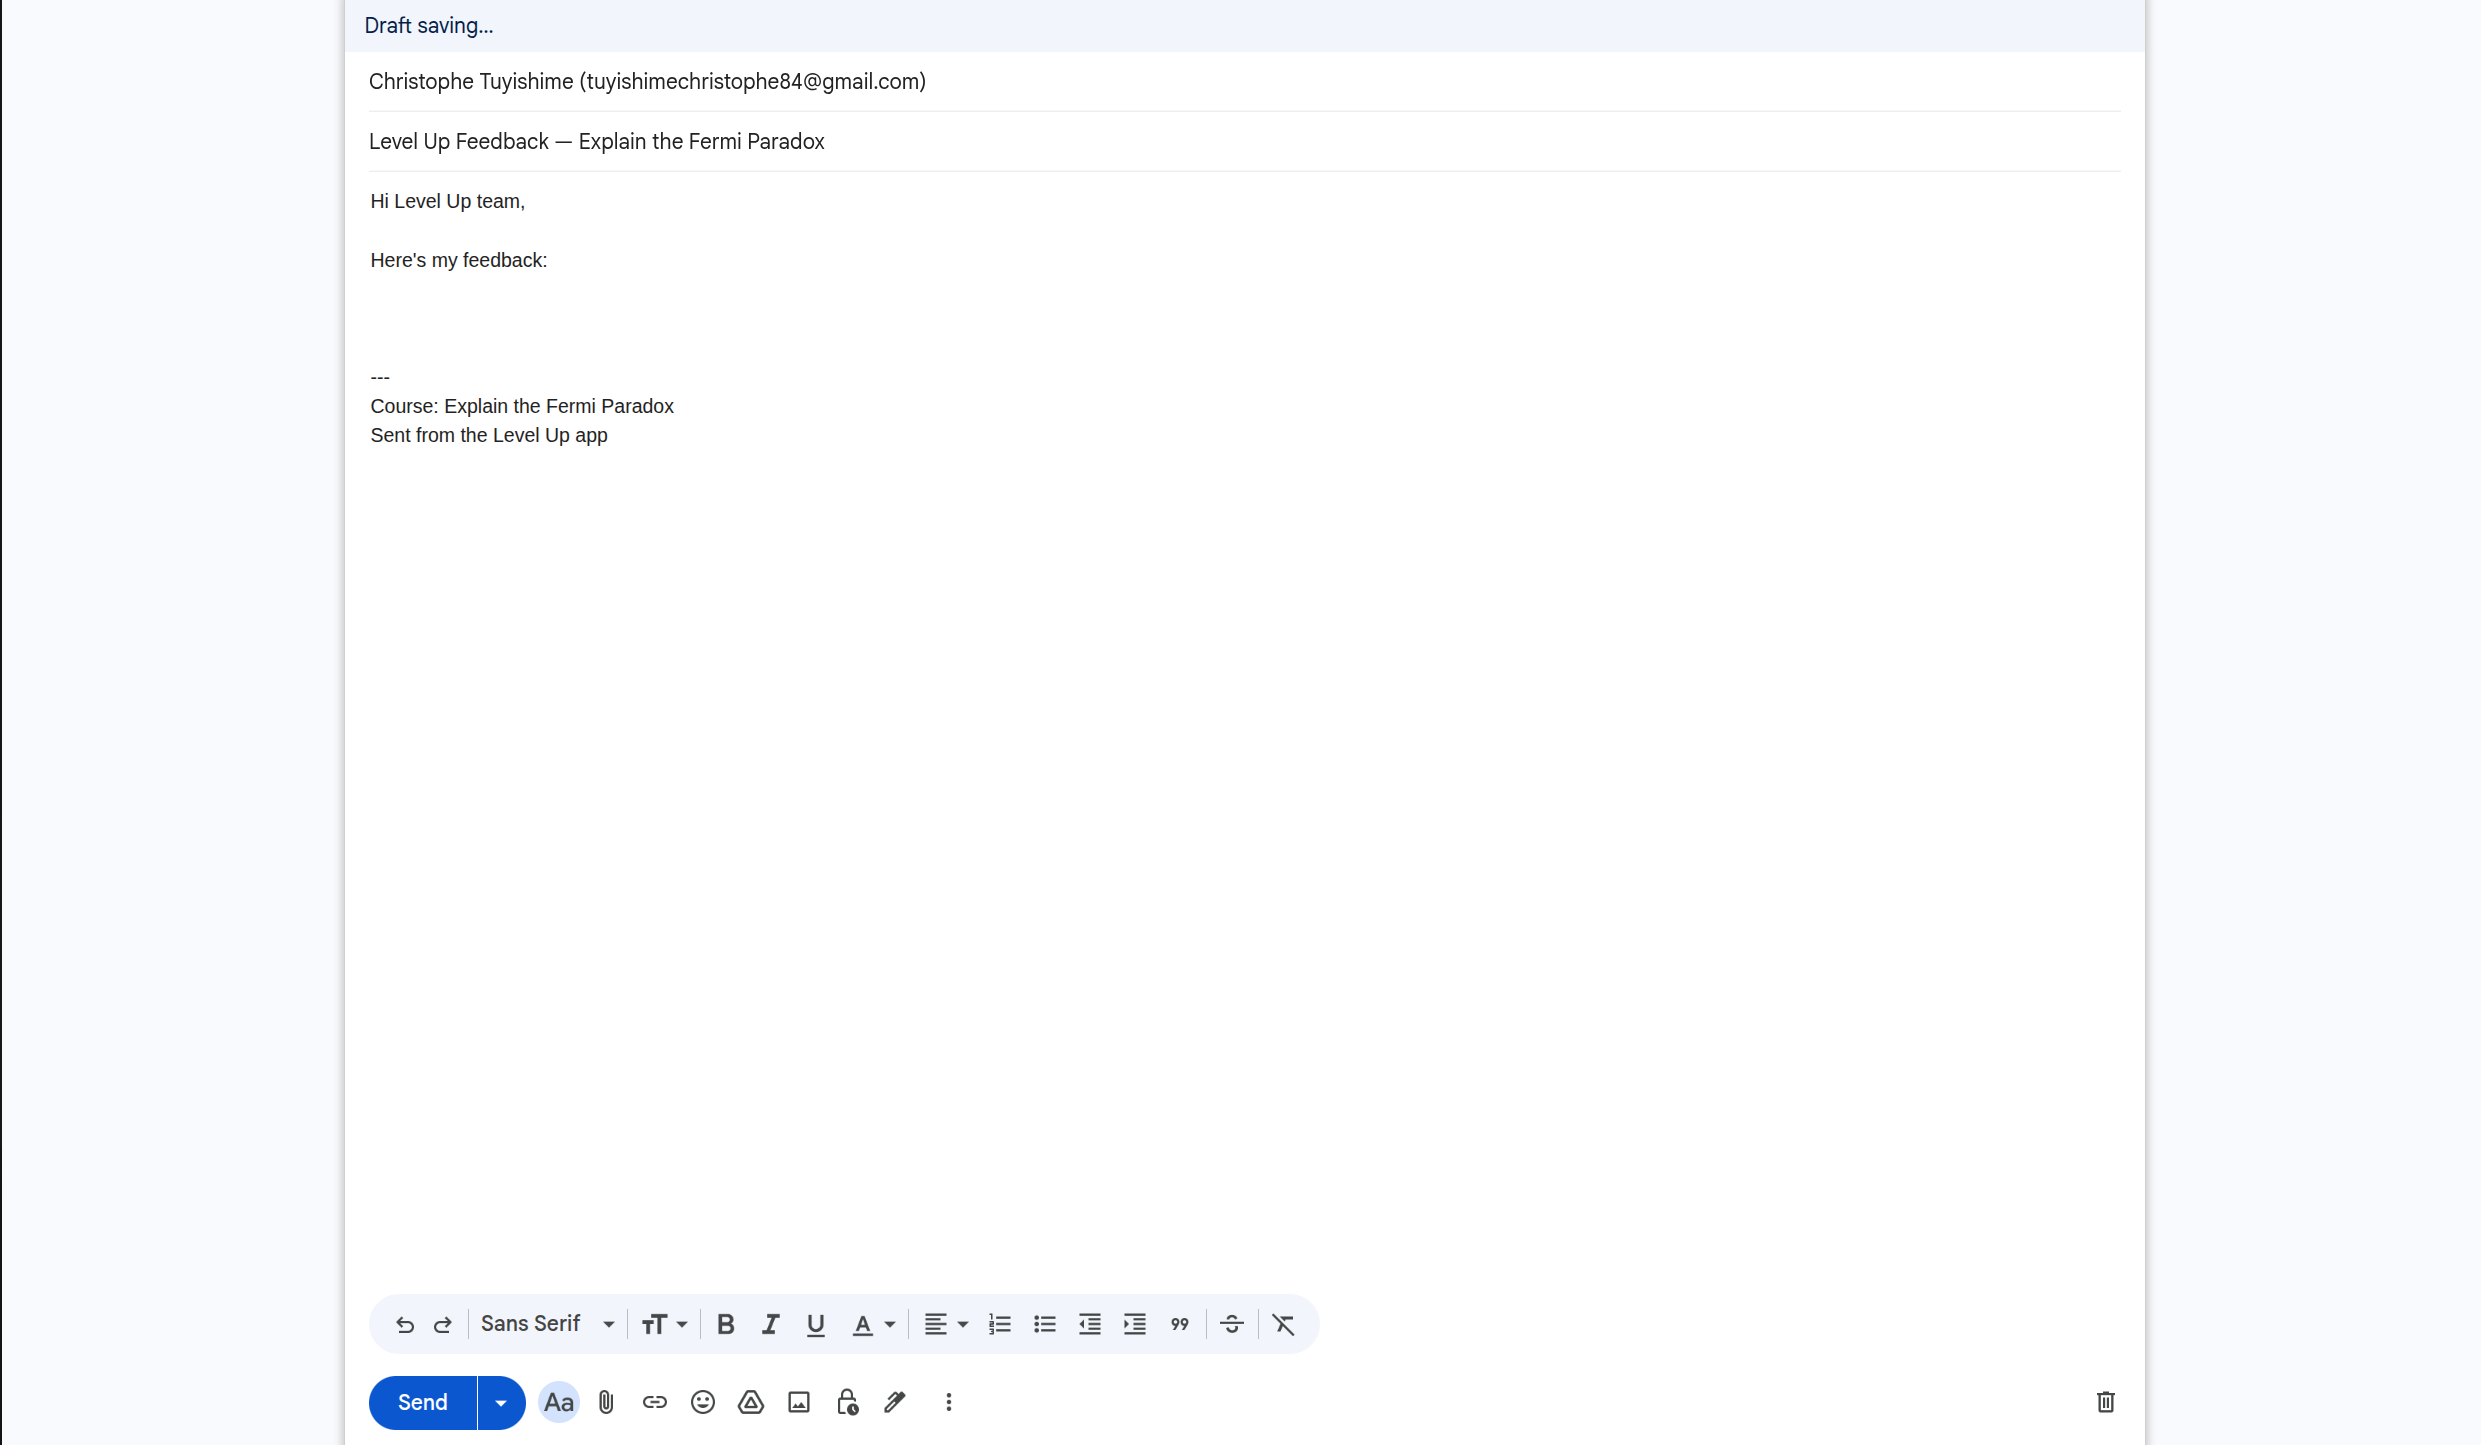 Draft saving...
Christophe Tuyishime (tuyishimechristophe84@gmail.com)
Level Up Feedback — Explain the Fermi Paradox
Hi Level Up team,
Here's my feedback:
---
Course: Explain the Fermi Paradox
Sent from the Level Up app
Sans Serif
Send
Aa